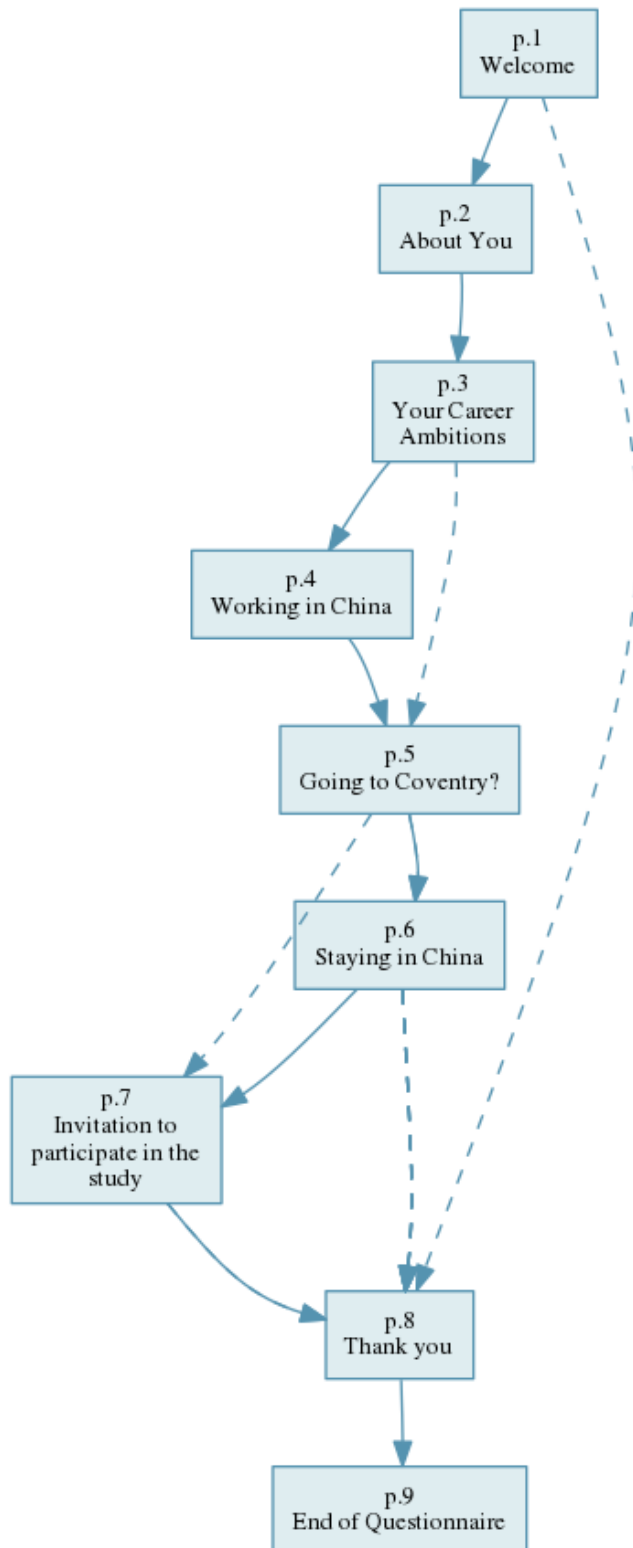 p.1
Welcome
p.2
About You
p.3
Your Career
Ambitions
p.4
Working in China
p.5
Going to Coventry?
p.6
Staying in China
p.7
Invitation to
participate in the
study
p.8
Thank you
p.9
End of Questionnaire